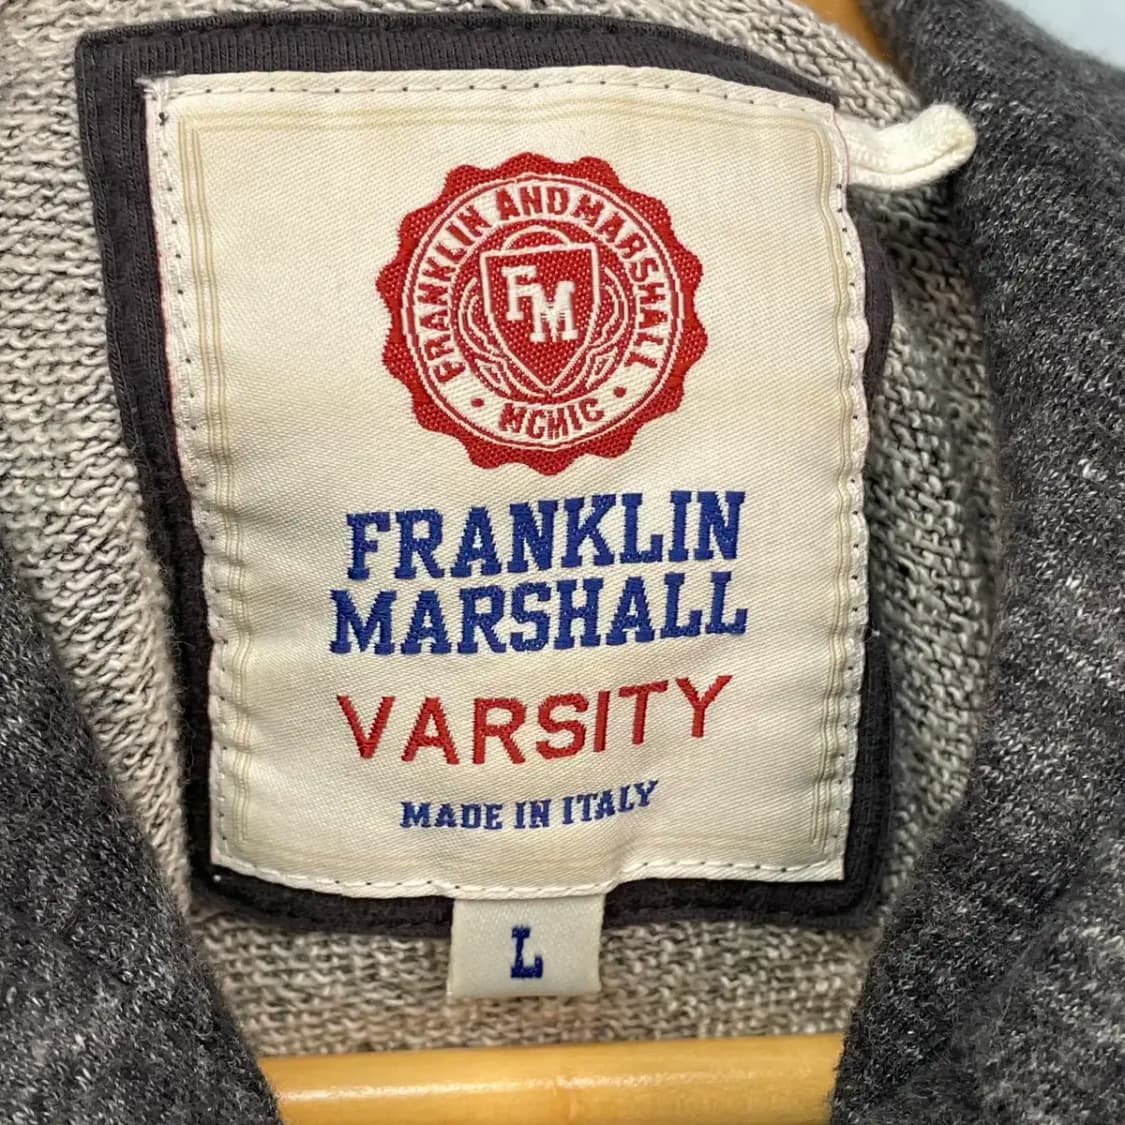 FRANKLIN AND MARSHALL
FM
• MCMIC •
FRANKLIN
MARSHALL
VARSITY
MADE IN ITALY
L